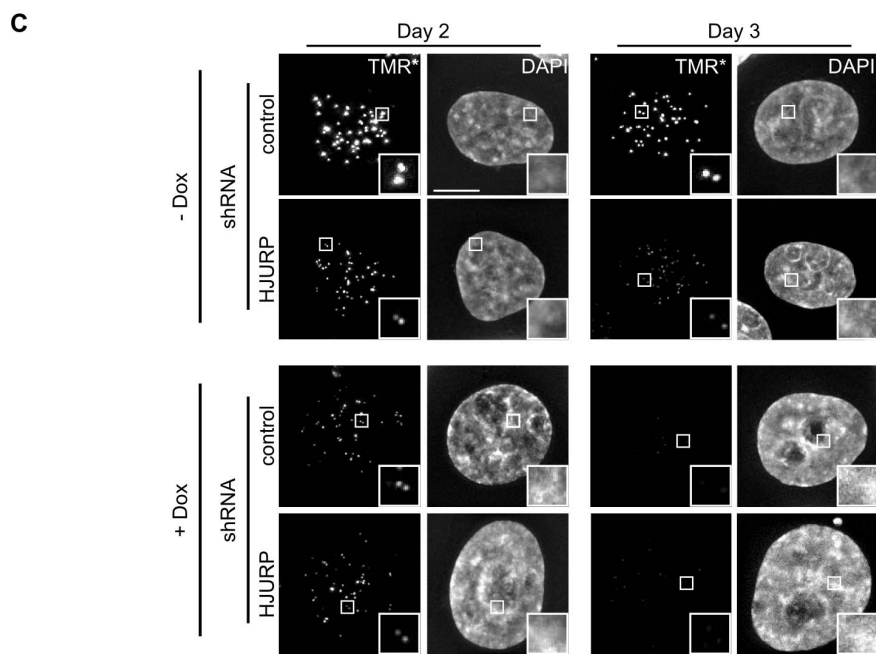 C
Day 2
Day 3
TMR*
DAPI
TMR*
DAPI
- Dox
shRNA
control
HJURP
+ Dox
shRNA
control
HJURP